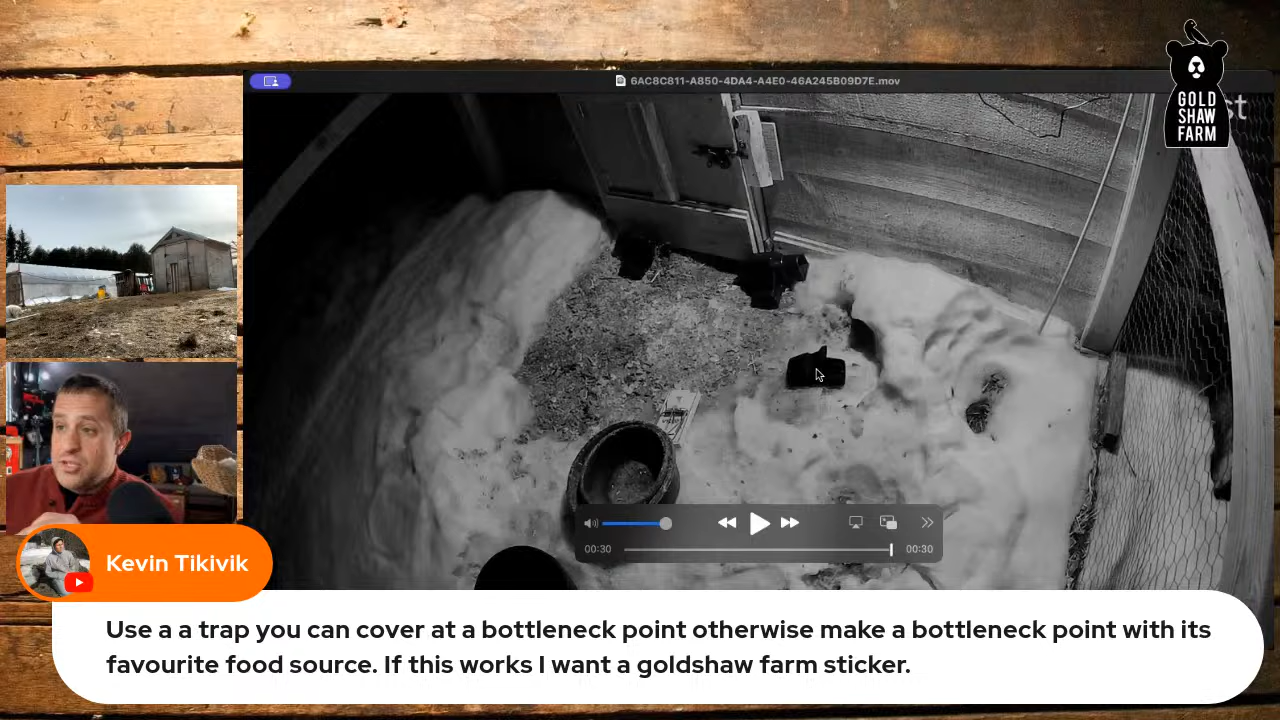 6AC8C811-A850-4DA4-A4E0-46A245B09D7E.mov
st
GOLD
SHAW
FARM
00:30
00:30
Kevin Tikivik
Use a a trap you can cover at a bottleneck point otherwise make a bottleneck point with its
favourite food source. If this works I want a goldshaw farm sticker.